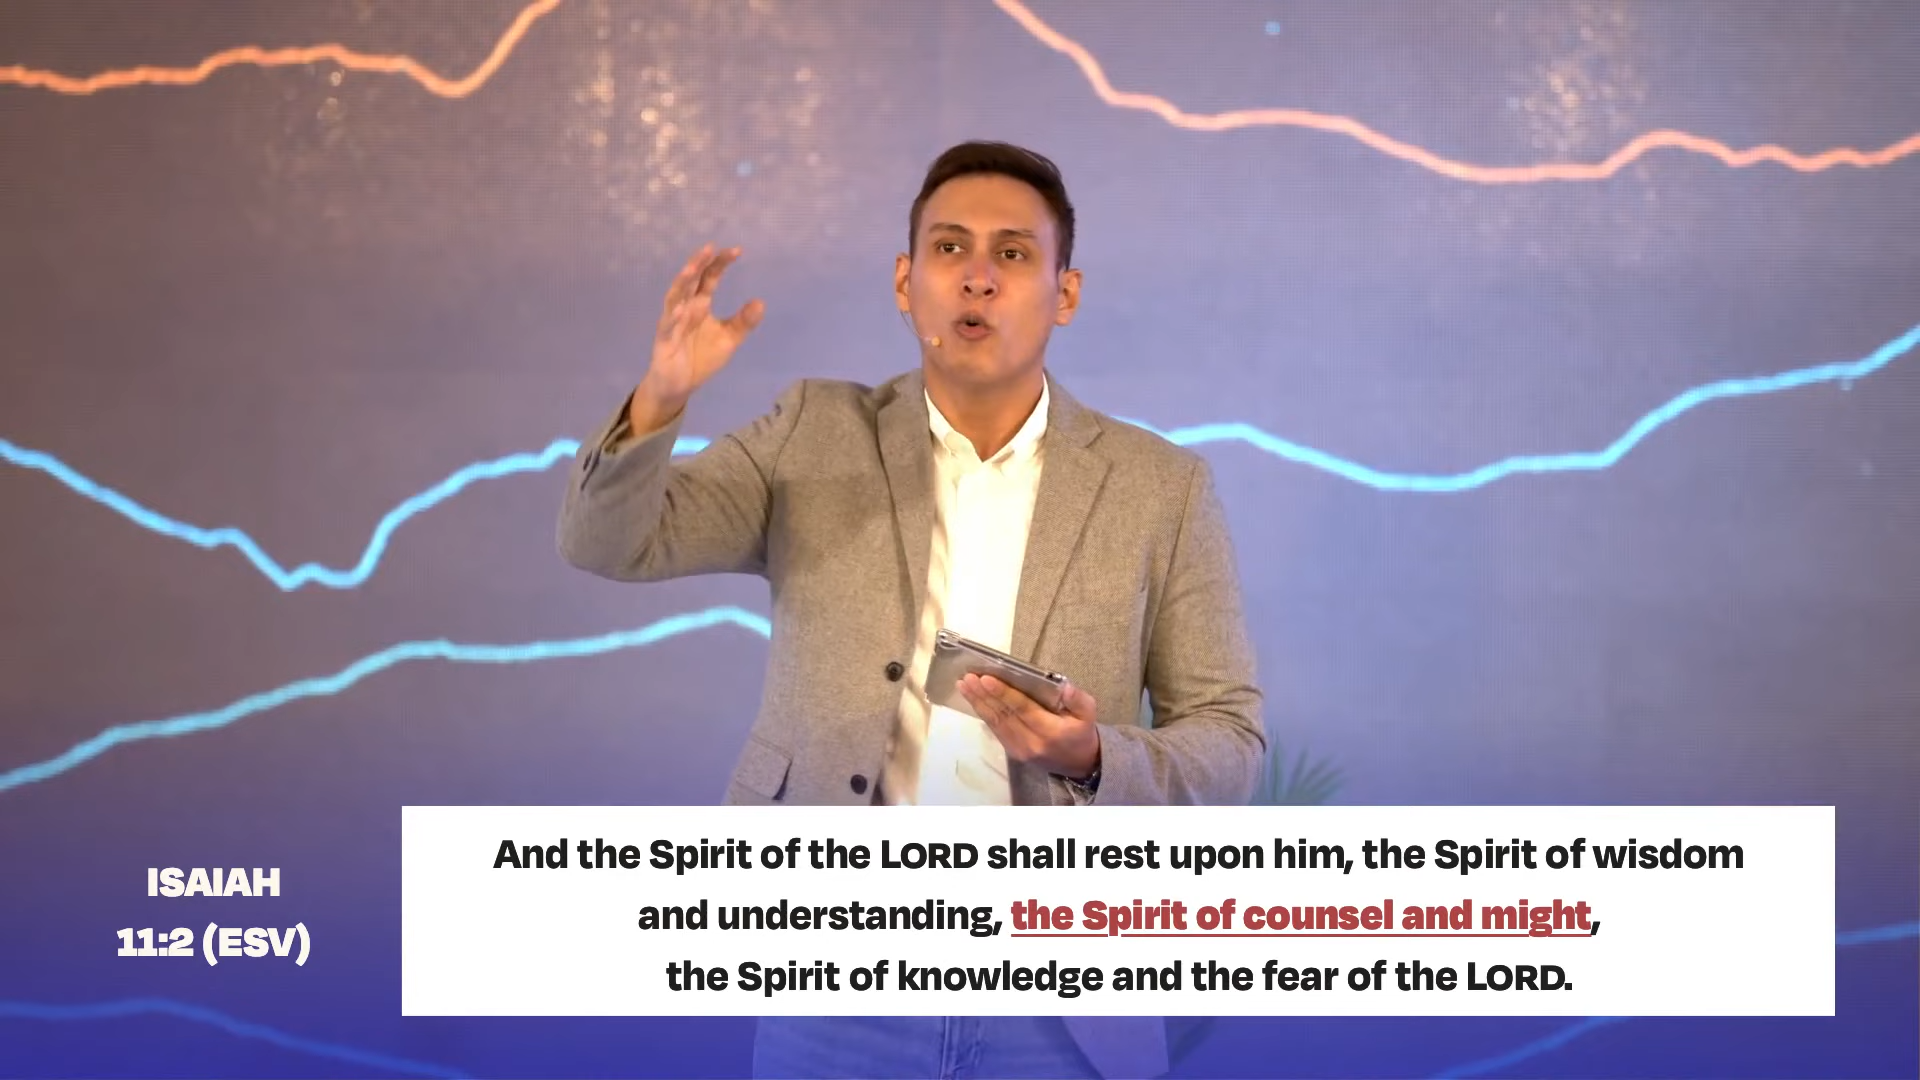 ISAIAH
11:2 (ESV)
And the Spirit of the LORD shall rest upon him, the Spirit of wisdom
and understanding, the Spirit of counsel and might,
the Spirit of knowledge and the fear of the LORD.